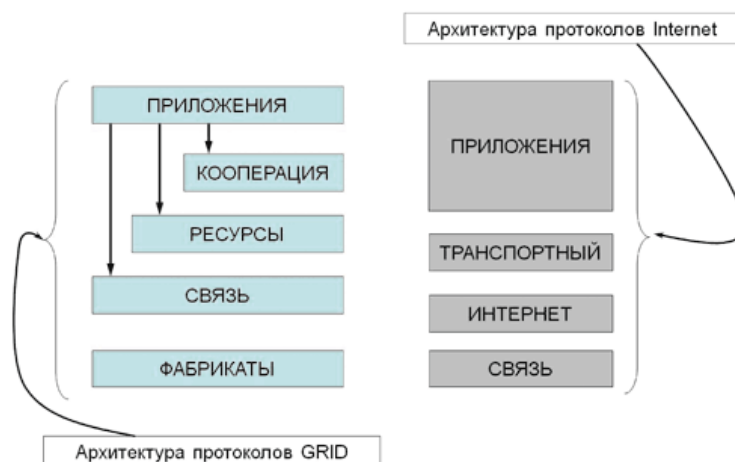 Архитектура протоколов Internet
ПРИЛОЖЕНИЯ
КООПЕРАЦИЯ
РЕСУРСЫ
СВЯЗЬ
ФАБРИКАТЫ
ПРИЛОЖЕНИЯ
ТРАНСПОРТНЫЙ
ИНТЕРНЕТ
СВЯЗЬ
Архитектура протоколов GRID